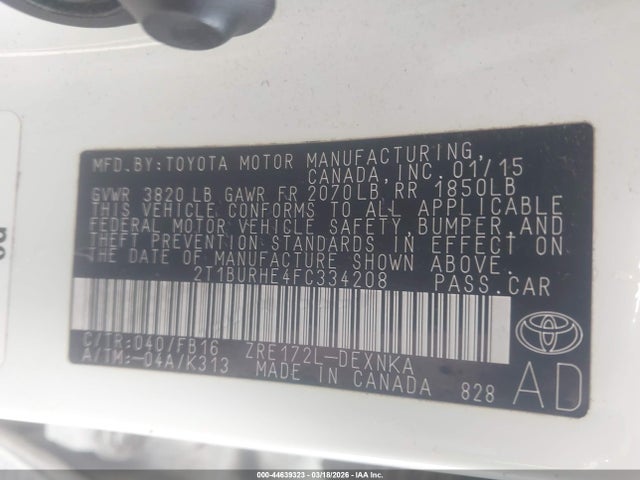 MFD.BY:TOYOTA MOTOR MANUFACTURING,
CANADA,INC. 01/15
GVWR 3820 LB GAWR FR 2070LB,RR 1850LB
THIS VEHICLE CONFORMS TO ALL APPLICABLE
FEDERAL MOTOR VEHICLE SAFETY,BUMPER,AND
THEFT PREVENTION STANDARDS IN EFFECT ON
THE DATE OF MANUFACTURE SHOWN ABOVE.
2T1BURHE4FC334208 PASS.CAR
C/TR:040/FB16 ZRE172L-DEXNKA
A/TM:-04A/K313 MADE IN CANADA 828
AD
000-44639323 - 03/18/2026 - IAA Inc.